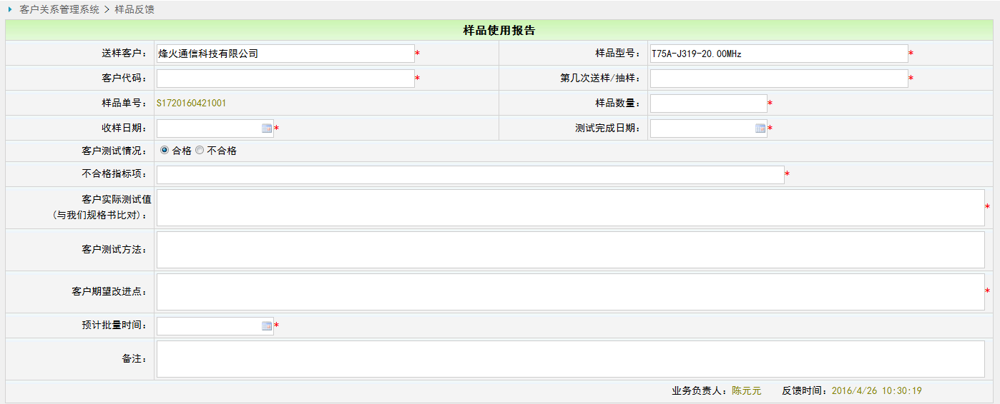 客户关系管理系统 > 样品反馈
样品使用报告
送样客户: 烽火通信科技有限公司 * 样品型号: T75A-J319-20.00MHz *
客户代码: * 第几次送样/抽样: *
样品单号: S1720160421001 样品数量: *
收样日期: * 测试完成日期: *
客户测试情况: 合格 不合格
不合格指标项: *
客户实际测试值
(与我们规格书比对): *
客户测试方法:
客户期望改进点: *
预计批量时间: *
备注:
业务负责人: 陈元元 反馈时间: 2016/4/26 10:30:19